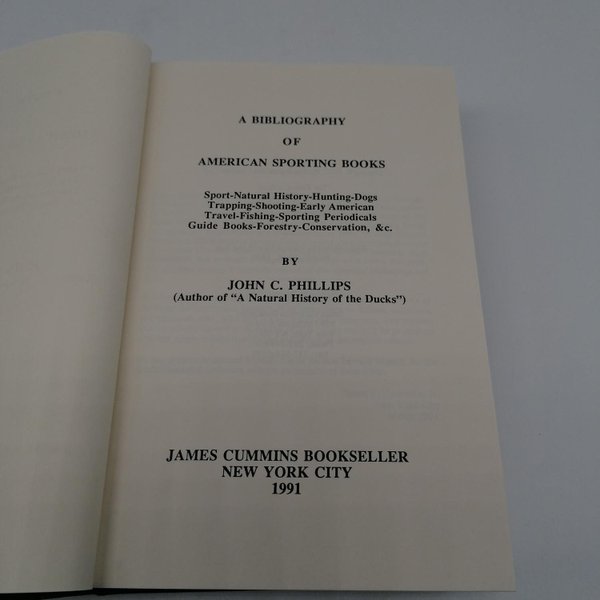 A BIBLIOGRAPHY
OF
AMERICAN SPORTING BOOKS
Sport-Natural History-Hunting-Dogs
Trapping-Shooting-Early American
Travel-Fishing-Sporting Periodicals
Guide Books-Forestry-Conservation, &c.
BY
JOHN C. PHILLIPS
(Author of "A Natural History of the Ducks")
JAMES CUMMINS BOOKSELLER
NEW YORK CITY
1991